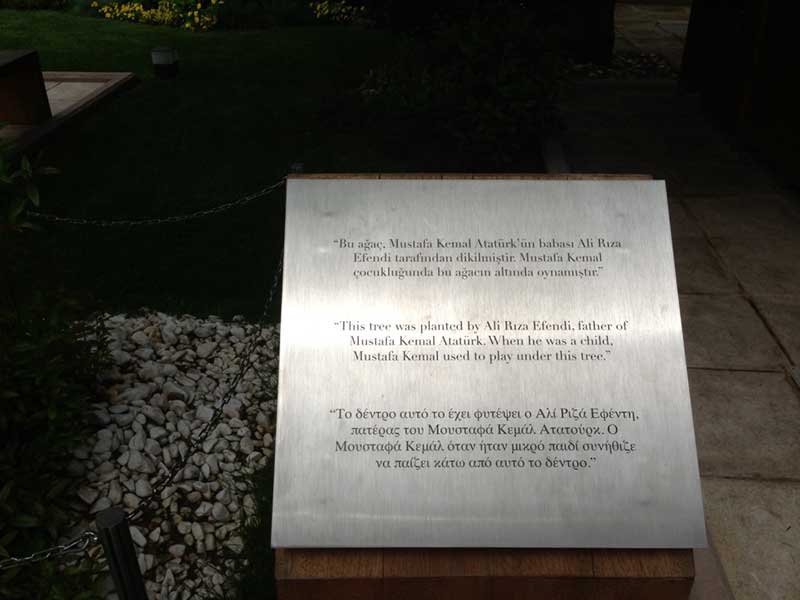 “Bu ağaç, Mustafa Kemal Atatürk’ün babası Ali Rıza
Efendi tarafından dikilmiştir. Mustafa Kemal
çocukluğunda bu ağacın altında oynamıştır.”
“This tree was planted by Ali Rıza Efendi, father of
Mustafa Kemal Atatürk. When he was a child,
Mustafa Kemal used to play under this tree.”
“Το δέντρο αυτό το έχει φυτέψει ο Αλί Ριζά Εφέντη,
πατέρας του Μουσταφά Κεμάλ Ατατούρκ. Ο
Μουσταφά Κεμάλ όταν ήταν μικρό παιδί συνήθιζε
να παίζει κάτω από αυτό το δέντρο.”